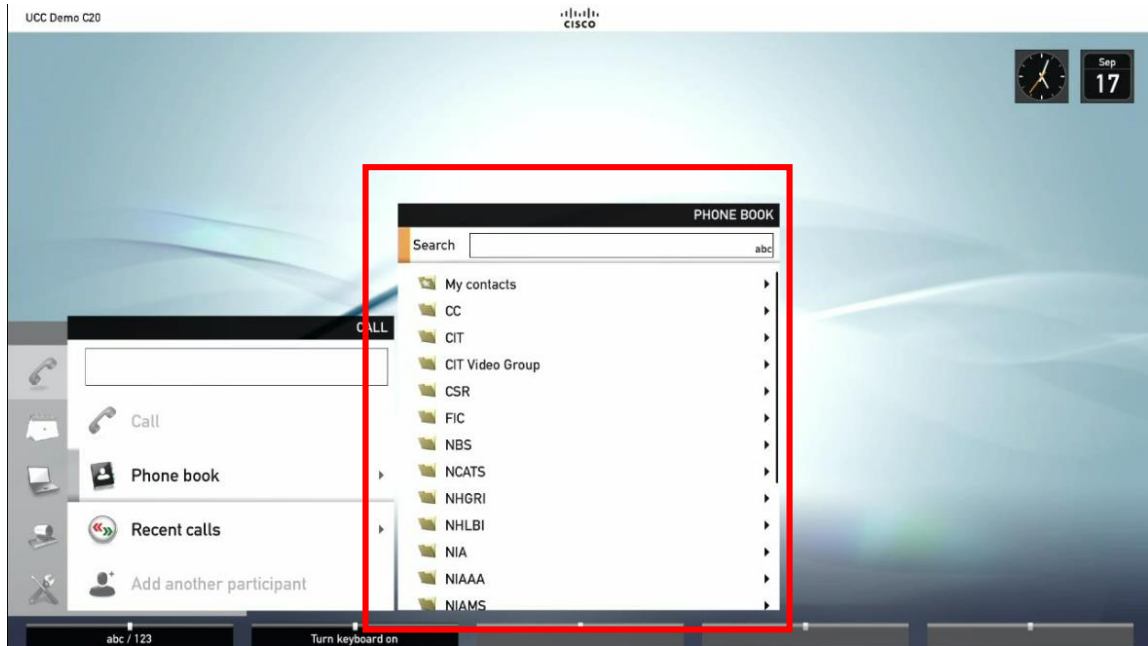 UCC Demo C20
CISCO
Sep
17
PHONE BOOK
Search
abc
My contacts
CC
CIT
CIT Video Group
CSR
FIC
NBS
NCATS
NHGRI
NHLBI
NIA
NIAAA
NIAMS
CALL
Call
Phone book
Recent calls
Add another participant
abc / 123
Turn keyboard on